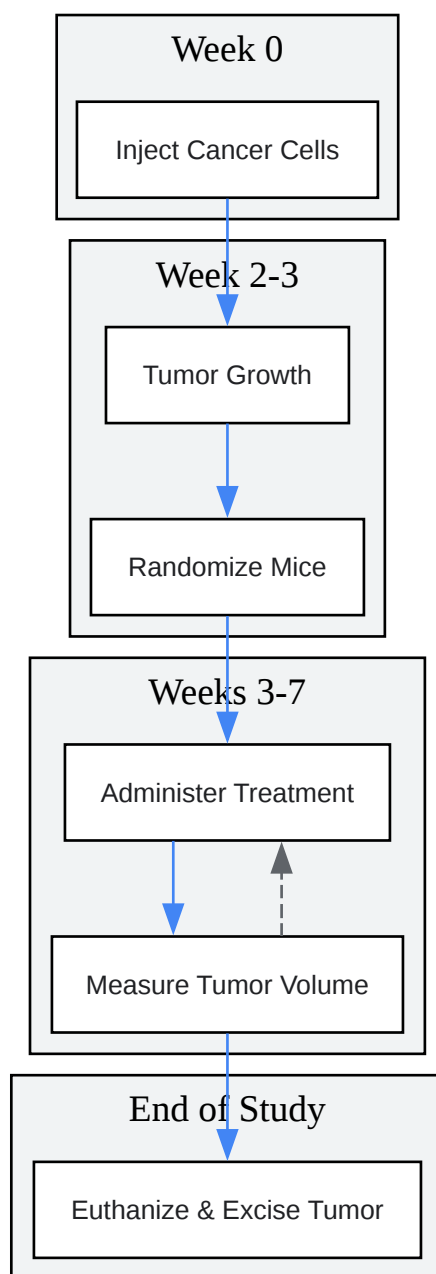 Week 0
Inject Cancer Cells
Week 2-3
Tumor Growth
Randomize Mice
Weeks 3-7
Administer Treatment
Measure Tumor Volume
End of Study
Euthanize & Excise Tumor